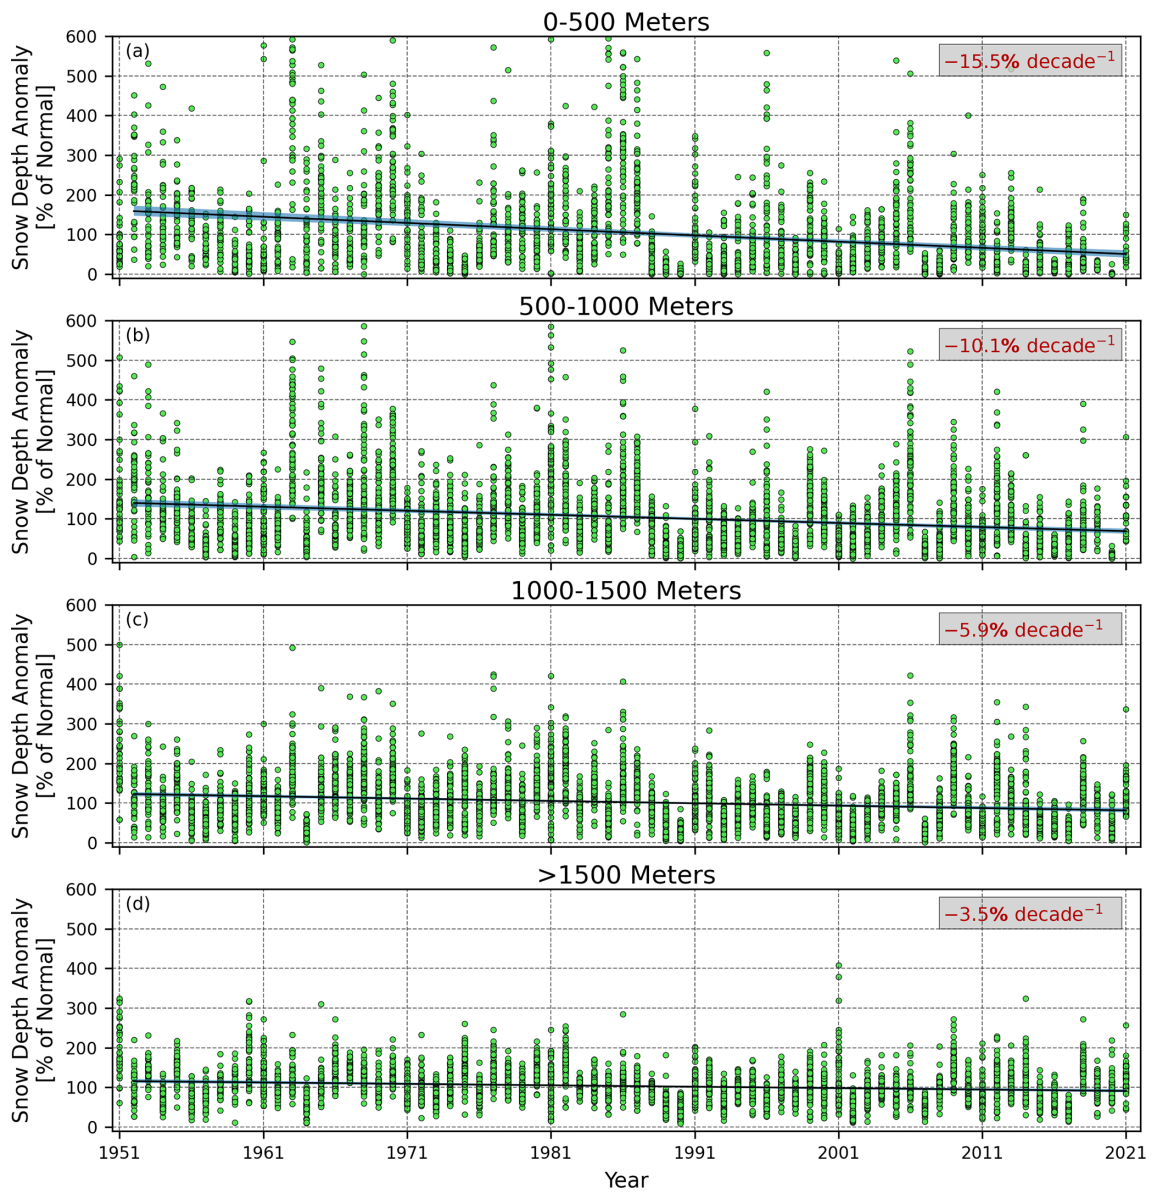 0-500 Meters
(a)
−15.5% decade⁻¹
Snow Depth Anomaly
[% of Normal]
600
500
400
300
200
100
0
500-1000 Meters
(b)
−10.1% decade⁻¹
Snow Depth Anomaly
[% of Normal]
600
500
400
300
200
100
0
1000-1500 Meters
(c)
−5.9% decade⁻¹
Snow Depth Anomaly
[% of Normal]
600
500
400
300
200
100
0
>1500 Meters
(d)
−3.5% decade⁻¹
Snow Depth Anomaly
[% of Normal]
600
500
400
300
200
100
0
1951 1961 1971 1981 1991 2001 2011 2021
Year